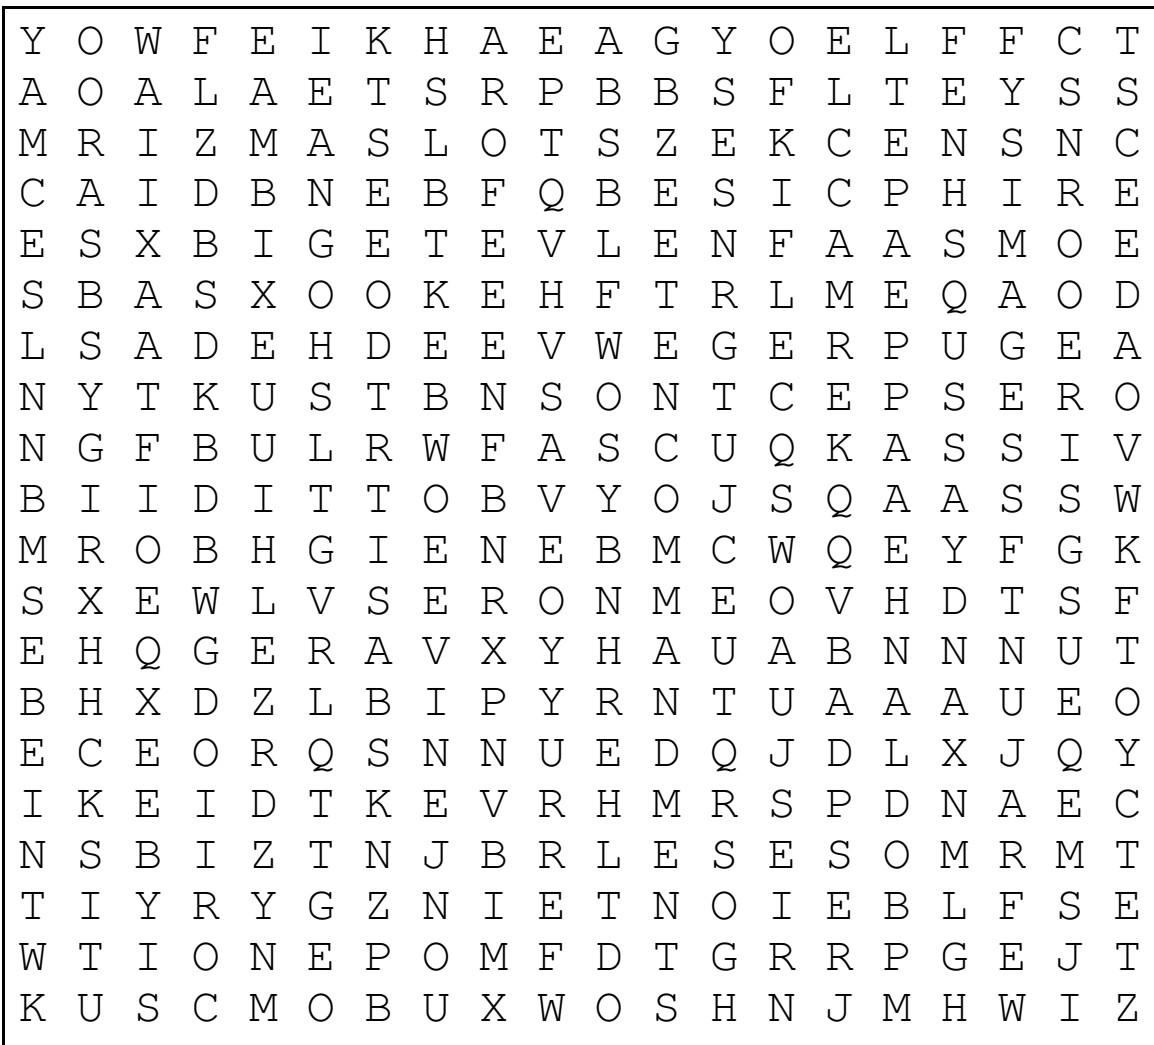 Y O W F E I K H A E A G Y O E L F F C T
A O A L A E T S R P B B S F L T E Y S S
M R I Z M A S L O T S Z E K C E N S N C
C A I D B N E B F Q B E S I C P H I R E
E S X B I G E T E V L E N F A A S M O E
S B A S X O O K E H F T R L M E Q A O D
L S A D E H D E E V W E G E R P U G E A
N Y T K U S T B N S O N T C E P S E R O
N G F B U L R W F A S C U Q K A S S I V
B I I D I T T O B V Y O J S Q A A S S W
M R O B H G I E N E B M C W Q E Y F G K
S X E W L V S E R O N M E O V H D T S F
E H Q G E R A V X Y H A U A B N N N U T
B H X D Z L B I P Y R N T U A A A U E O
E C E O R Q S N N U E D Q J D L X J Q Y
I K E I D T K E V R H M R S P D N A E C
N S B I Z T N J B R L E S E S O M R M T
T I Y R Y G Z N I E T N O I E B L F S E
W T I O N E P O M F D T G R R P G E J T
K U S C M O B U X W O S H N J M H W I Z